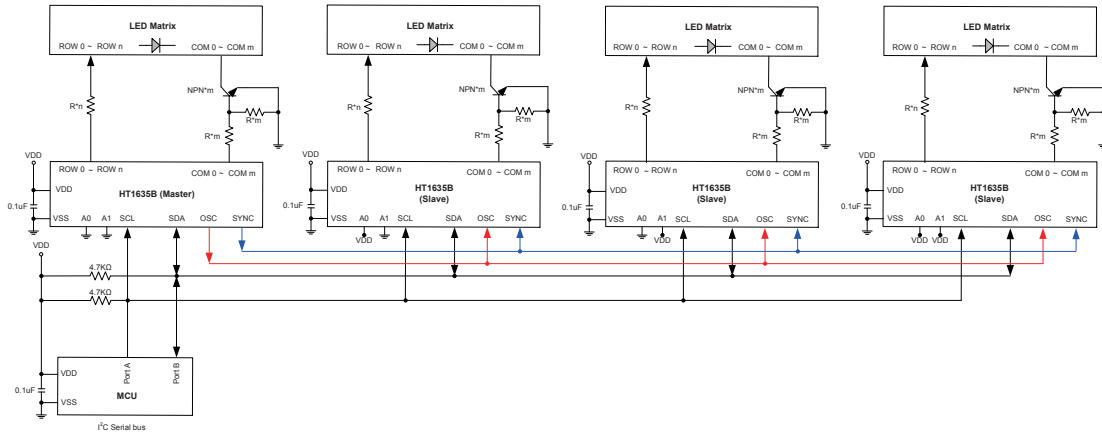 LED Matrix
ROW 0 ~ ROW n COM 0 ~ COM m
NPN*m
R*n
R*m
R*m
VDD
ROW 0 ~ ROW n
COM 0 ~ COM m
HT1635B (Master)
VDD
0.1uF
VSS A0 A1 SCL SDA OSC SYNC
LED Matrix
ROW 0 ~ ROW n COM 0 ~ COM m
NPN*m
R*n
R*m
R*m
VDD
ROW 0 ~ ROW n
COM 0 ~ COM m
HT1635B
(Slave)
VDD
0.1uF
VSS A0 A1 SCL SDA OSC SYNC
VDD
LED Matrix
ROW 0 ~ ROW n COM 0 ~ COM m
NPN*m
R*n
R*m
R*m
VDD
ROW 0 ~ ROW n
COM 0 ~ COM m
HT1635B
(Slave)
VDD
0.1uF
VSS A0 A1 SCL SDA OSC SYNC
VDD
LED Matrix
ROW 0 ~ ROW n COM 0 ~ COM m
NPN*m
R*n
R*m
R*m
VDD
ROW 0 ~ ROW n
COM 0 ~ COM m
HT1635B
(Slave)
VDD
0.1uF
VSS A0 A1 SCL SDA OSC SYNC
VDD VDD
VDD
4.7KΩ
4.7KΩ
Port A
Port B
VDD
0.1uF
MCU
VSS
I²C Serial bus